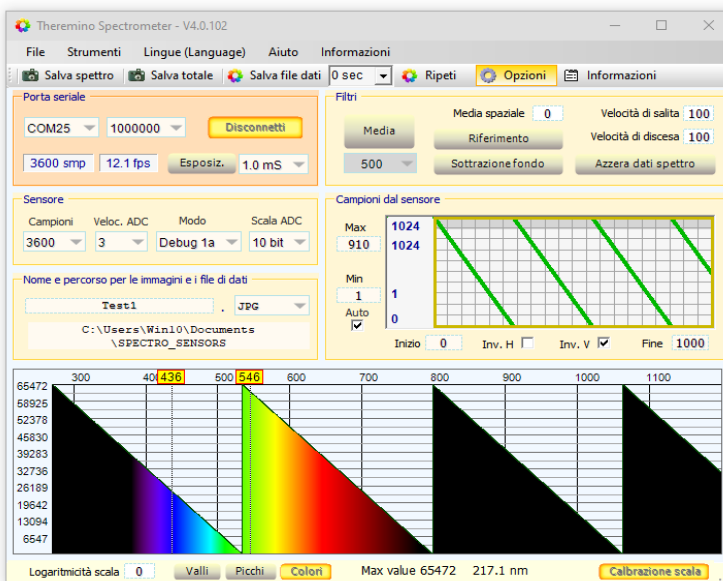 Theremino Spectrometer - V4.0.102
File Strumenti Lingue (Language) Aiuto Informazioni
Salva spettro Salva totale Salva file dati 0 sec Ripeti Opzioni Informazioni
Porta seriale
COM25 1000000 Disconnetti
3600 smp 12.1 fps Esposiz. 1.0 mS
Filtri
Media spaziale 0 Velocità di salita 100
Media Riferimento Velocità di discesa 100
500 Sottrazione fondo Azzera dati spettro
Sensore
Campioni Veloc. ADC Modo Scala ADC
3600 3 Debug 1a 10 bit
Nome e percorso per le immagini e i file di dati
Test1 . JPG
C:\Users\Win10\Documents
\SPECTRO_SENSORS
Campioni dal sensore
Max 1024
910 1024
Min
1 1
Auto 0
Inizio 0 Inv. H Inv. V Fine 1000
300 400 436 500 546 600 700 800 900 1000 1100
65472
58925
52378
45830
39283
32736
26189
19642
13094
6547
Logaritmicità scala 0 Valli Picchi Colori Max value 65472 217.1 nm Calbrazione scala